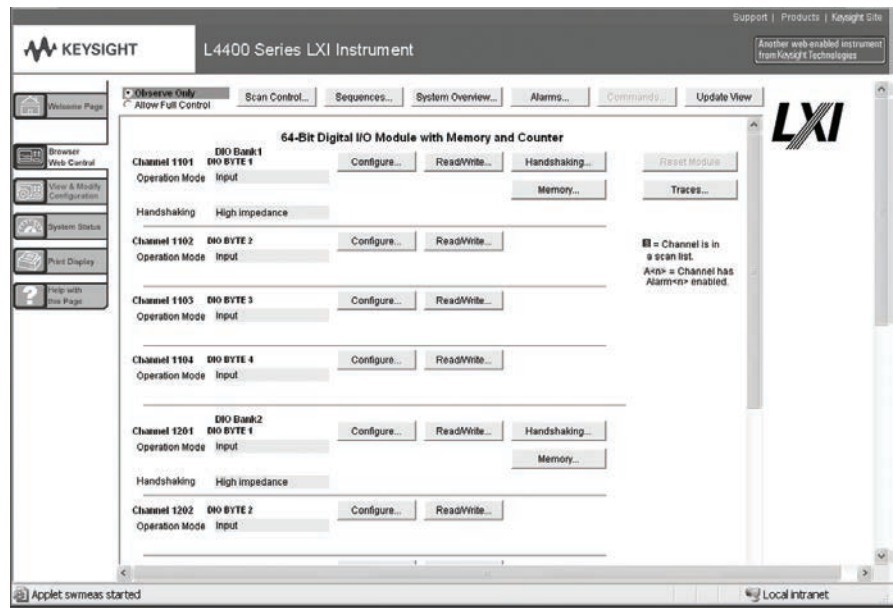 Support | Products | Keysight Site
KEYSIGHT
L4400 Series LXI Instrument
Another web-enabled instrument
from Keysight Technologies
Observe Only
Allow Full Control
Scan Control...
Sequences...
System Overview...
Alarms...
Commands...
Update View
LXI
Welcome Page
Browser
Web Control
View & Modify
Configuration
System Status
Print Display
Help with
this Page
64-Bit Digital I/O Module with Memory and Counter
DIO Bank1
Channel 1101 DIO BYTE 1 Configure... Read/Write... Handshaking... Reset Module
Operation Mode Input Memory... Traces...
Handshaking High impedance
Channel 1102 DIO BYTE 2 Configure... Read/Write...
Operation Mode Input
= Channel is in
a scan list.
A<n> = Channel has
Alarm<n> enabled.
Channel 1103 DIO BYTE 3 Configure... Read/Write...
Operation Mode Input
Channel 1104 DIO BYTE 4 Configure... Read/Write...
Operation Mode Input
DIO Bank2
Channel 1201 DIO BYTE 1 Configure... Read/Write... Handshaking...
Operation Mode Input Memory...
Handshaking High impedance
Channel 1202 DIO BYTE 2 Configure... Read/Write...
Operation Mode Input
Applet swmeas started
Local intranet